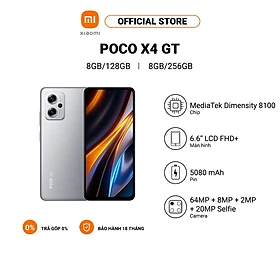 mi
xiaomi
OFFICIAL STORE
POCO X4 GT
8GB/128GB | 8GB/256GB
MediaTek Dimensity 8100
Chip
6.6" LCD FHD+
Màn hình
5080 mAh
Pin
64MP + 8MP + 2MP
+ 20MP Selfie
Camera
0% TRẢ GÓP 0%
BẢO HÀNH 18 THÁNG